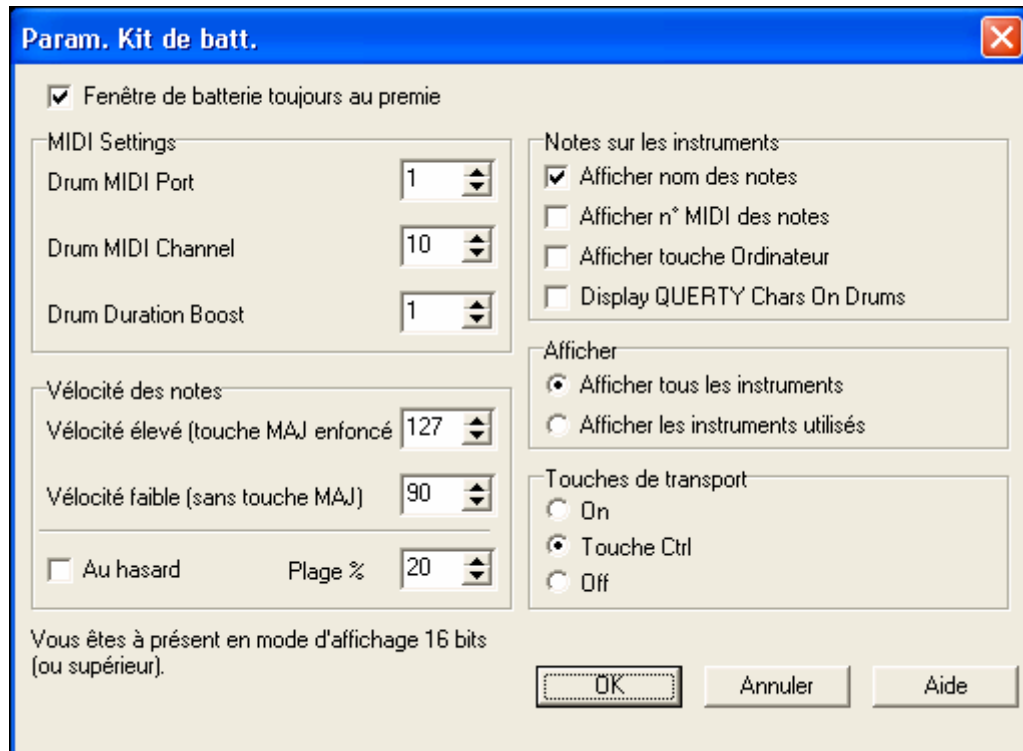 Param. Kit de batt.
Fenêtre de batterie toujours au premie
MIDI Settings
Drum MIDI Port 1
Drum MIDI Channel 10
Drum Duration Boost 1
Vélocité des notes
Vélocité élevé (touche MAJ enfoncé 127
Vélocité faible (sans touche MAJ) 90
Au hasard Plage % 20
Vous êtes à présent en mode d'affichage 16 bits
(ou supérieur).
Notes sur les instruments
Afficher nom des notes
Afficher n° MIDI des notes
Afficher touche Ordinateur
Display QUERTY Chars On Drums
Afficher
Afficher tous les instruments
Afficher les instruments utilisés
Touches de transport
On
Touche Ctrl
Off
OK Annuler Aide